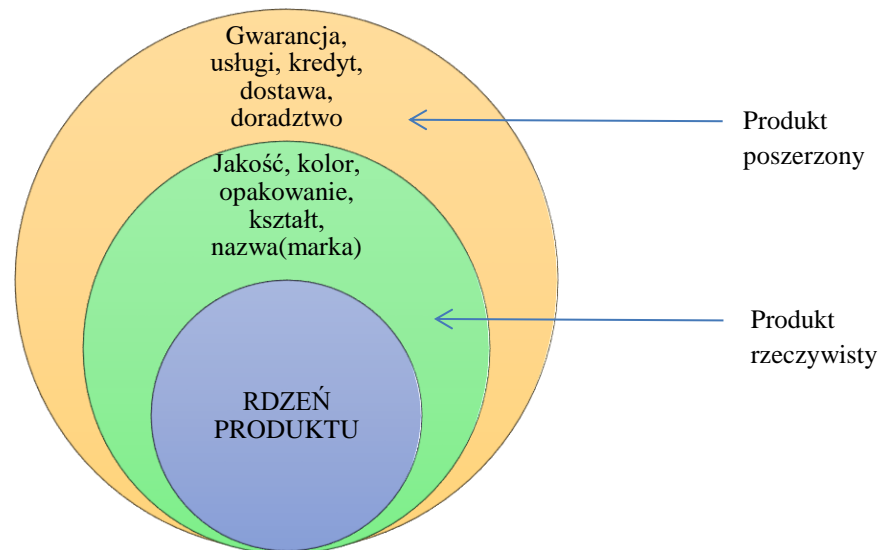 Gwarancja,
usługi, kredyt,
dostawa,
doradztwo
Produkt
poszerzony
Jakość, kolor,
opakowanie,
kształt,
nazwa(marka)
Produkt
rzeczywisty
RDZEŃ
PRODUKTU